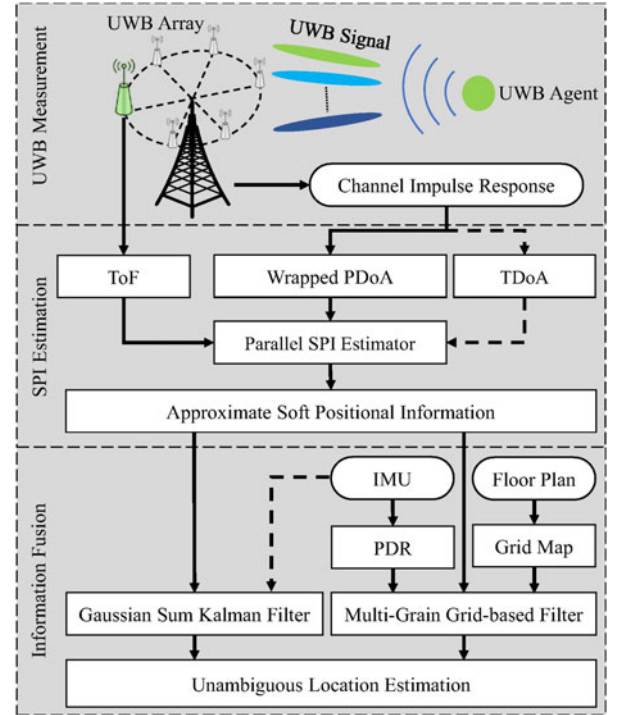 UWB Measurement
UWB Array
UWB Signal
UWB Agent
Channel Impulse Response
SPI Estimation
ToF
Wrapped PDoA
TDoA
Parallel SPI Estimator
Approximate Soft Positional Information
Information Fusion
IMU
Floor Plan
PDR
Grid Map
Gaussian Sum Kalman Filter
Multi-Grain Grid-based Filter
Unambiguous Location Estimation